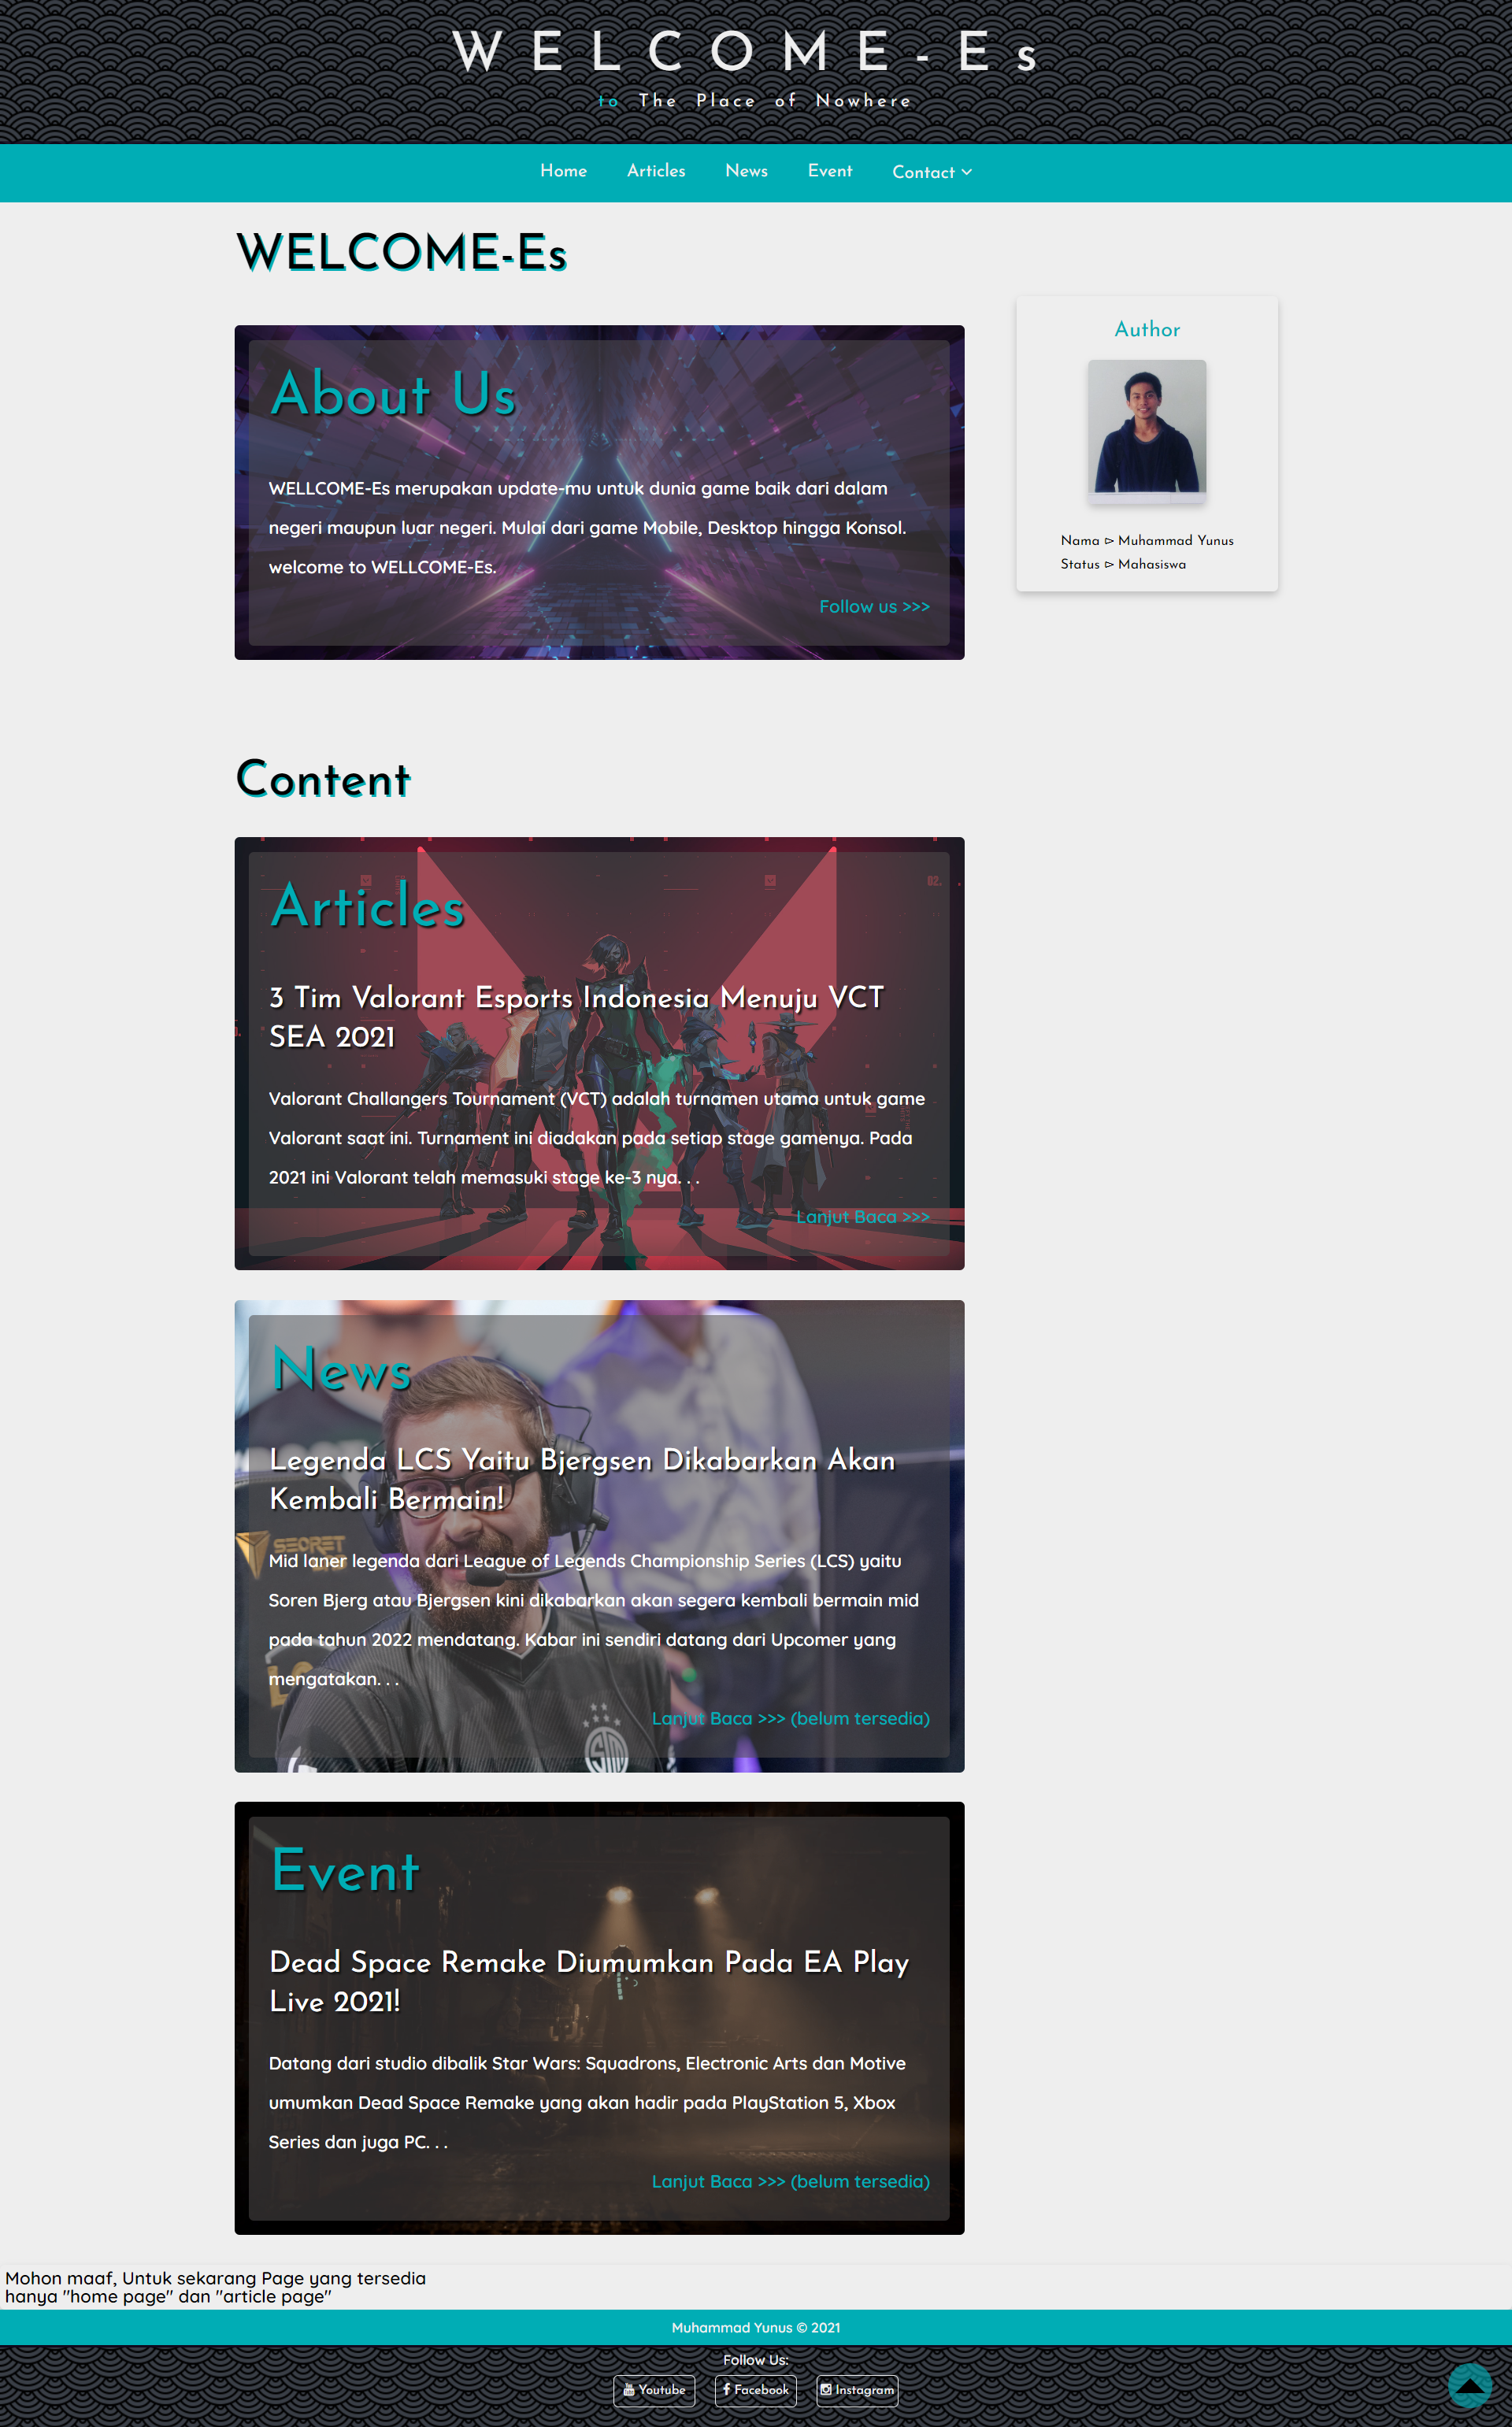 WELCOME-Es
to The Place of Nowhere
Home
Articles
News
Event
Contact
WELCOME-Es
About Us
WELLCOME-Es merupakan update-mu untuk dunia game baik dari dalam
negeri maupun luar negeri. Mulai dari game Mobile, Desktop hingga Konsol.
welcome to WELLCOME-Es.
Follow us >>>
Author
Nama ⊳ Muhammad Yunus
Status ⊳ Mahasiswa
Content
Articles
3 Tim Valorant Esports Indonesia Menuju VCT
SEA 2021
Valorant Challangers Tournament (VCT) adalah turnamen utama untuk game
Valorant saat ini. Turnament ini diadakan pada setiap stage gamenya. Pada
2021 ini Valorant telah memasuki stage ke-3 nya. . .
Lanjut Baca >>>
News
Legenda LCS Yaitu Bjergsen Dikabarkan Akan
Kembali Bermain!
Mid laner legenda dari League of Legends Championship Series (LCS) yaitu
Soren Bjerg atau Bjergsen kini dikabarkan akan segera kembali bermain mid
pada tahun 2022 mendatang. Kabar ini sendiri datang dari Upcomer yang
mengatakan. . .
Lanjut Baca >>> (belum tersedia)
Event
Dead Space Remake Diumumkan Pada EA Play
Live 2021!
Datang dari studio dibalik Star Wars: Squadrons, Electronic Arts dan Motive
umumkan Dead Space Remake yang akan hadir pada PlayStation 5, Xbox
Series dan juga PC. . .
Lanjut Baca >>> (belum tersedia)
Mohon maaf, Untuk sekarang Page yang tersedia
hanya "home page" dan "article page"
Muhammad Yunus © 2021
Follow Us:
Youtube
Facebook
Instagram